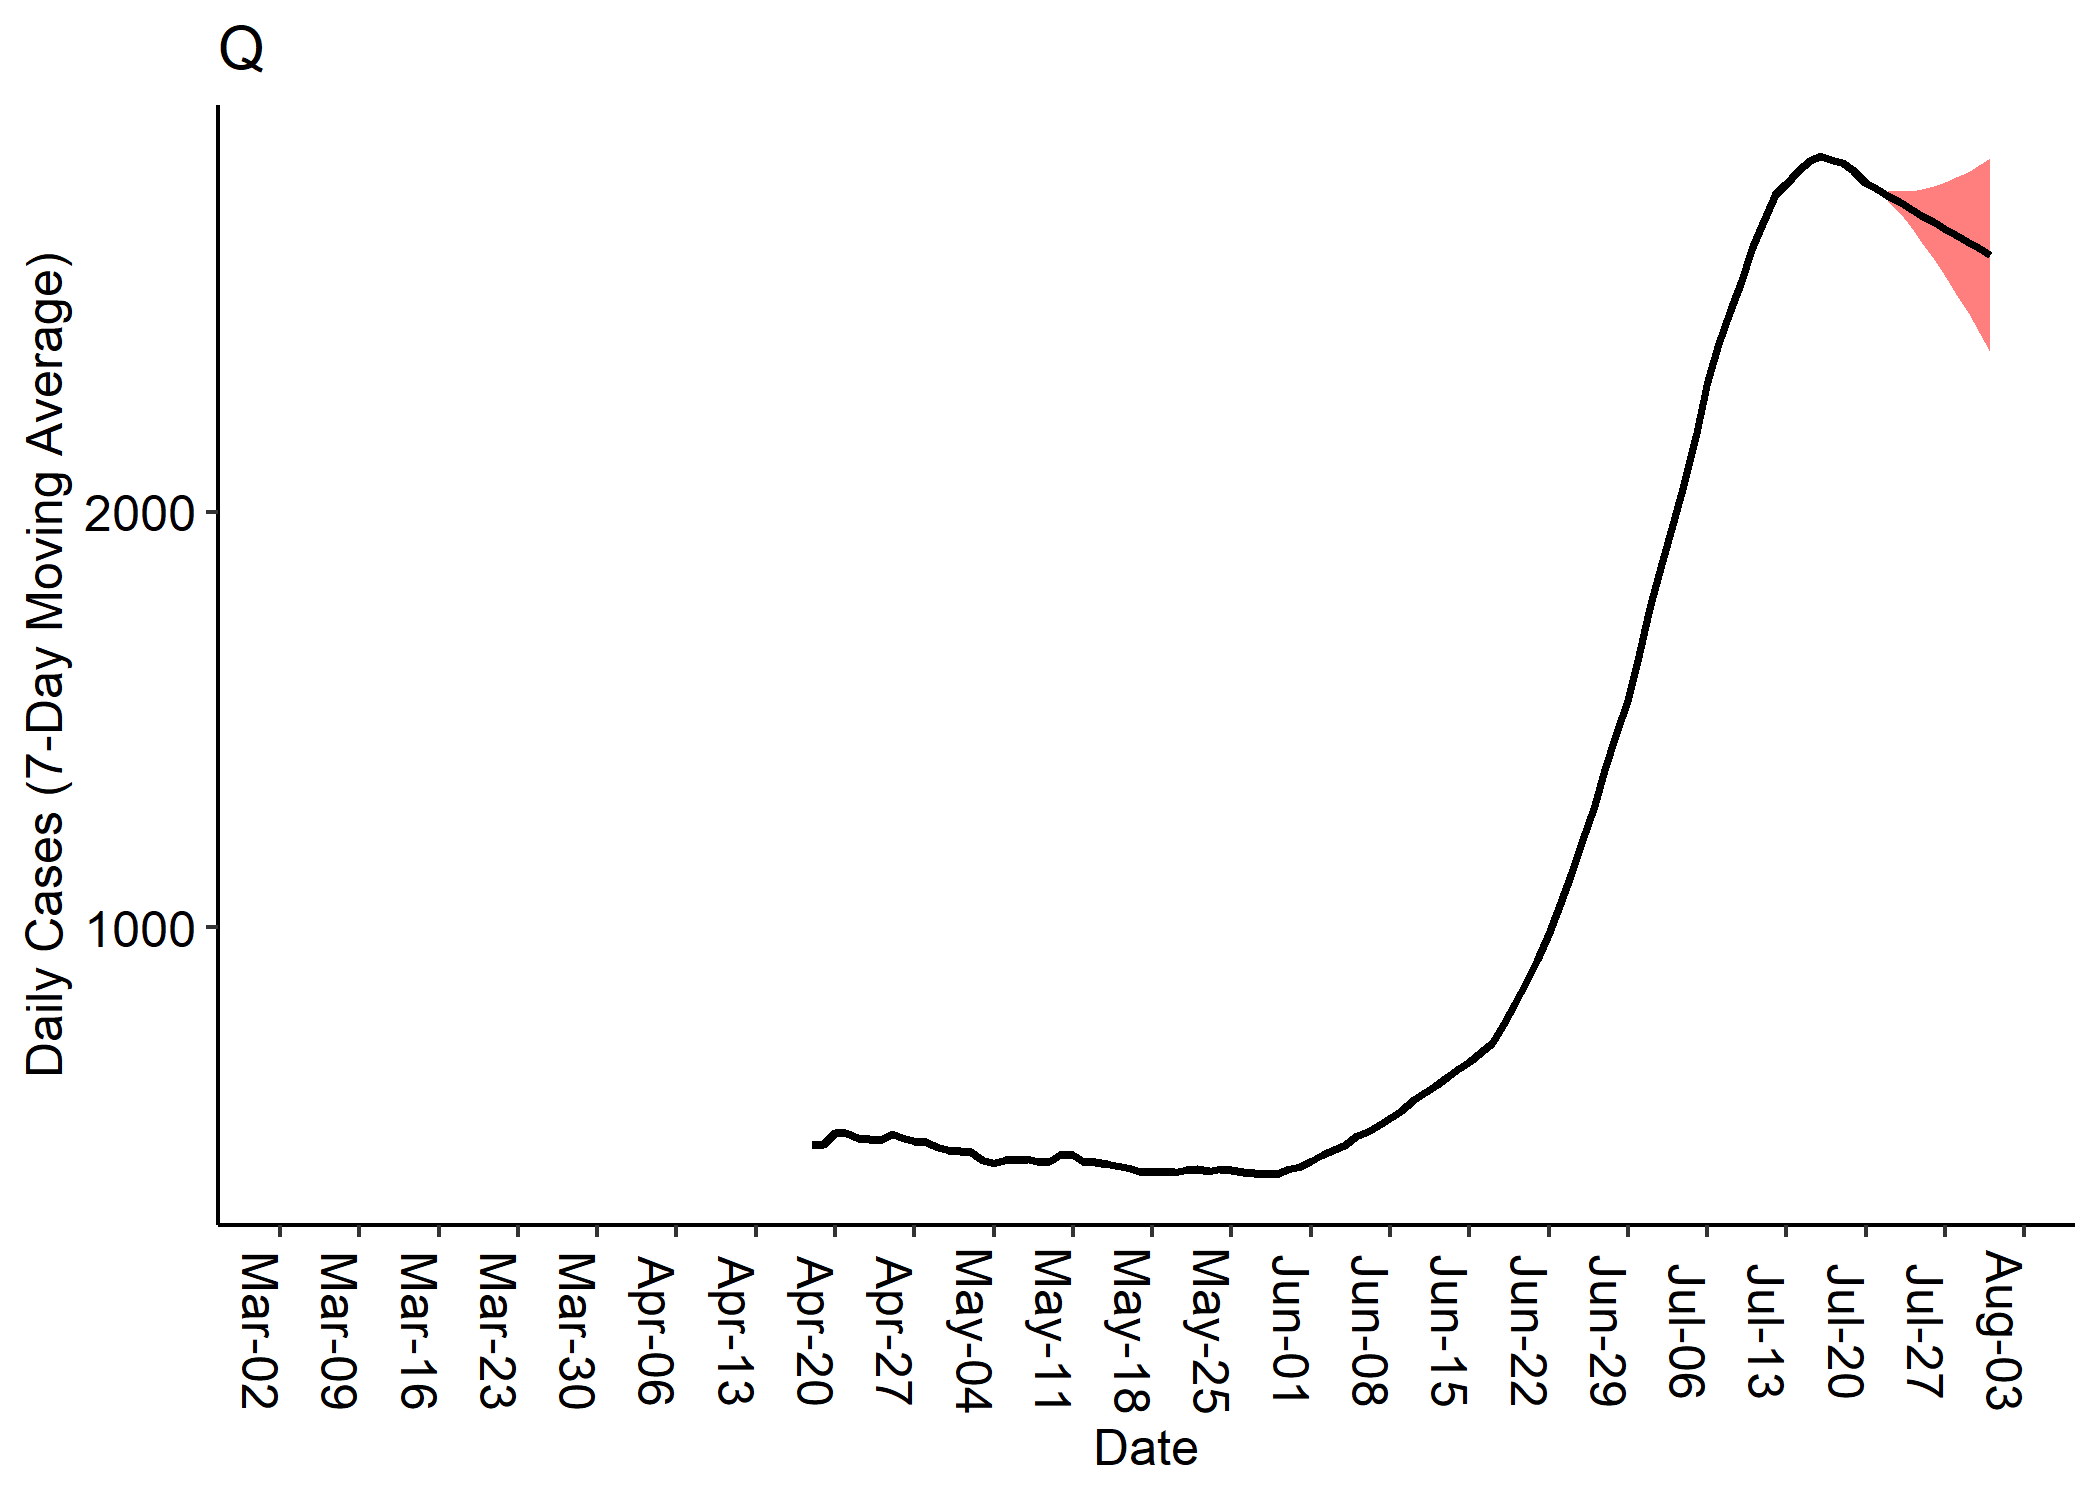 Q
Daily Cases (7-Day Moving Average)
2000
1000
Mar-02
Mar-09
Mar-16
Mar-23
Mar-30
Apr-06
Apr-13
Apr-20
Apr-27
May-04
May-11
May-18
May-25
Jun-01
Jun-08
Jun-15
Jun-22
Jun-29
Jul-06
Jul-13
Jul-20
Jul-27
Aug-03
Date